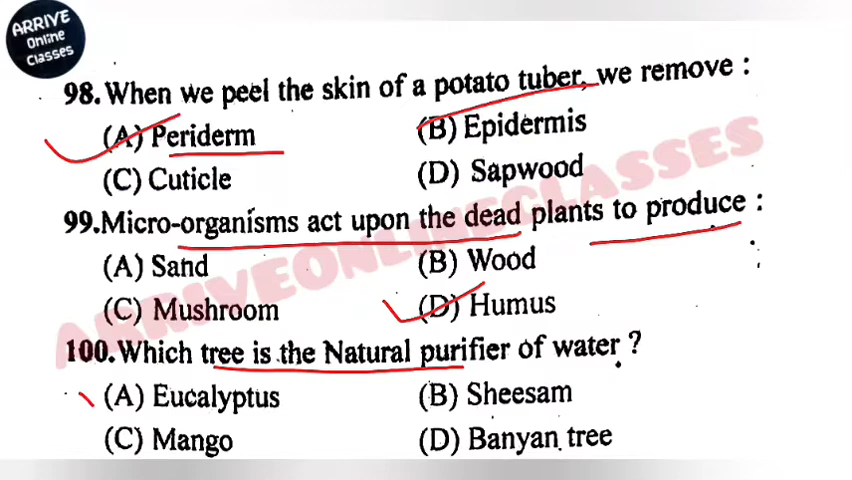 ARRIVE
Online
Classes
98. When we peel the skin of a potato tuber, we remove :
(A) Periderm (B) Epidermis
(C) Cuticle (D) Sapwood
99. Micro-organisms act upon the dead plants to produce :
(A) Sand (B) Wood
(C) Mushroom (D) Humus
100. Which tree is the Natural purifier of water ?
(A) Eucalyptus (B) Sheesam
(C) Mango (D) Banyan tree
ARRIVEONLINECLASSES